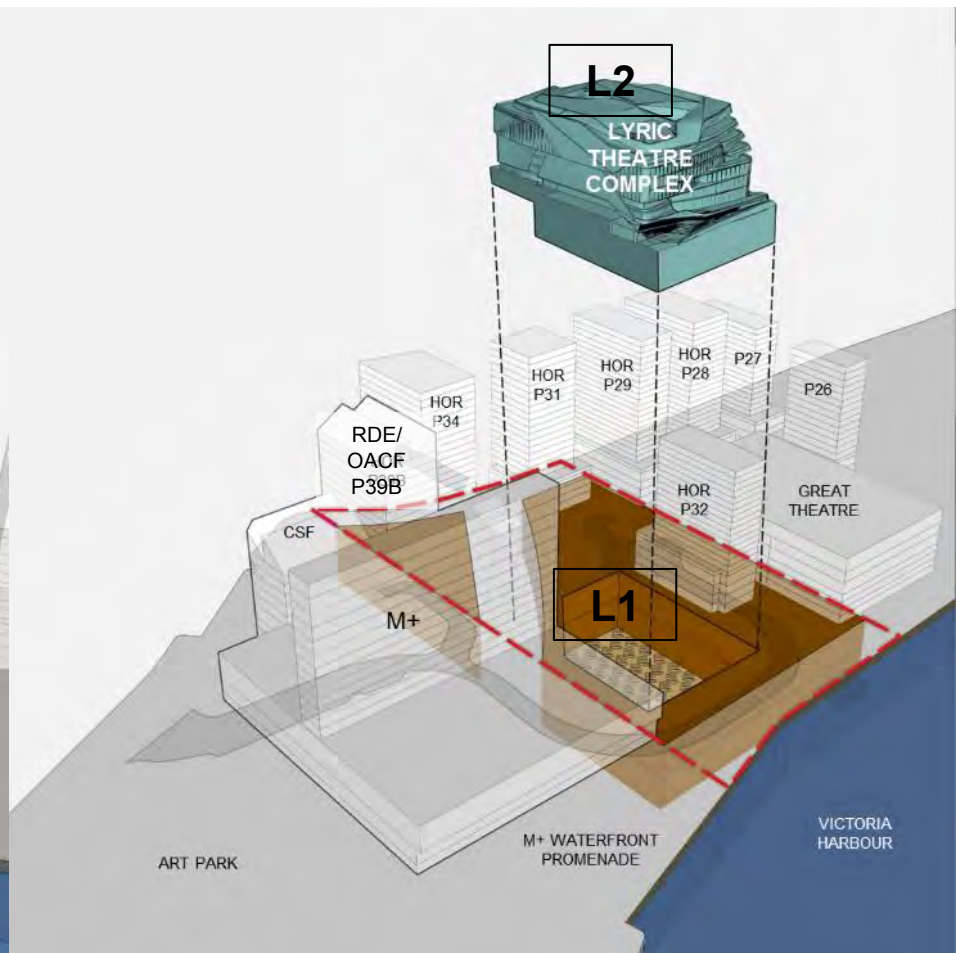 L2
LYRIC
THEATRE
COMPLEX
HOR
P34
HOR
P31
HOR
P29
HOR
P28
P27
P26
RDE/
OACF
P39B
CSF
HOR
P32
GREAT
THEATRE
M+
L1
ART PARK
M+ WATERFRONT
PROMENADE
VICTORIA
HARBOUR